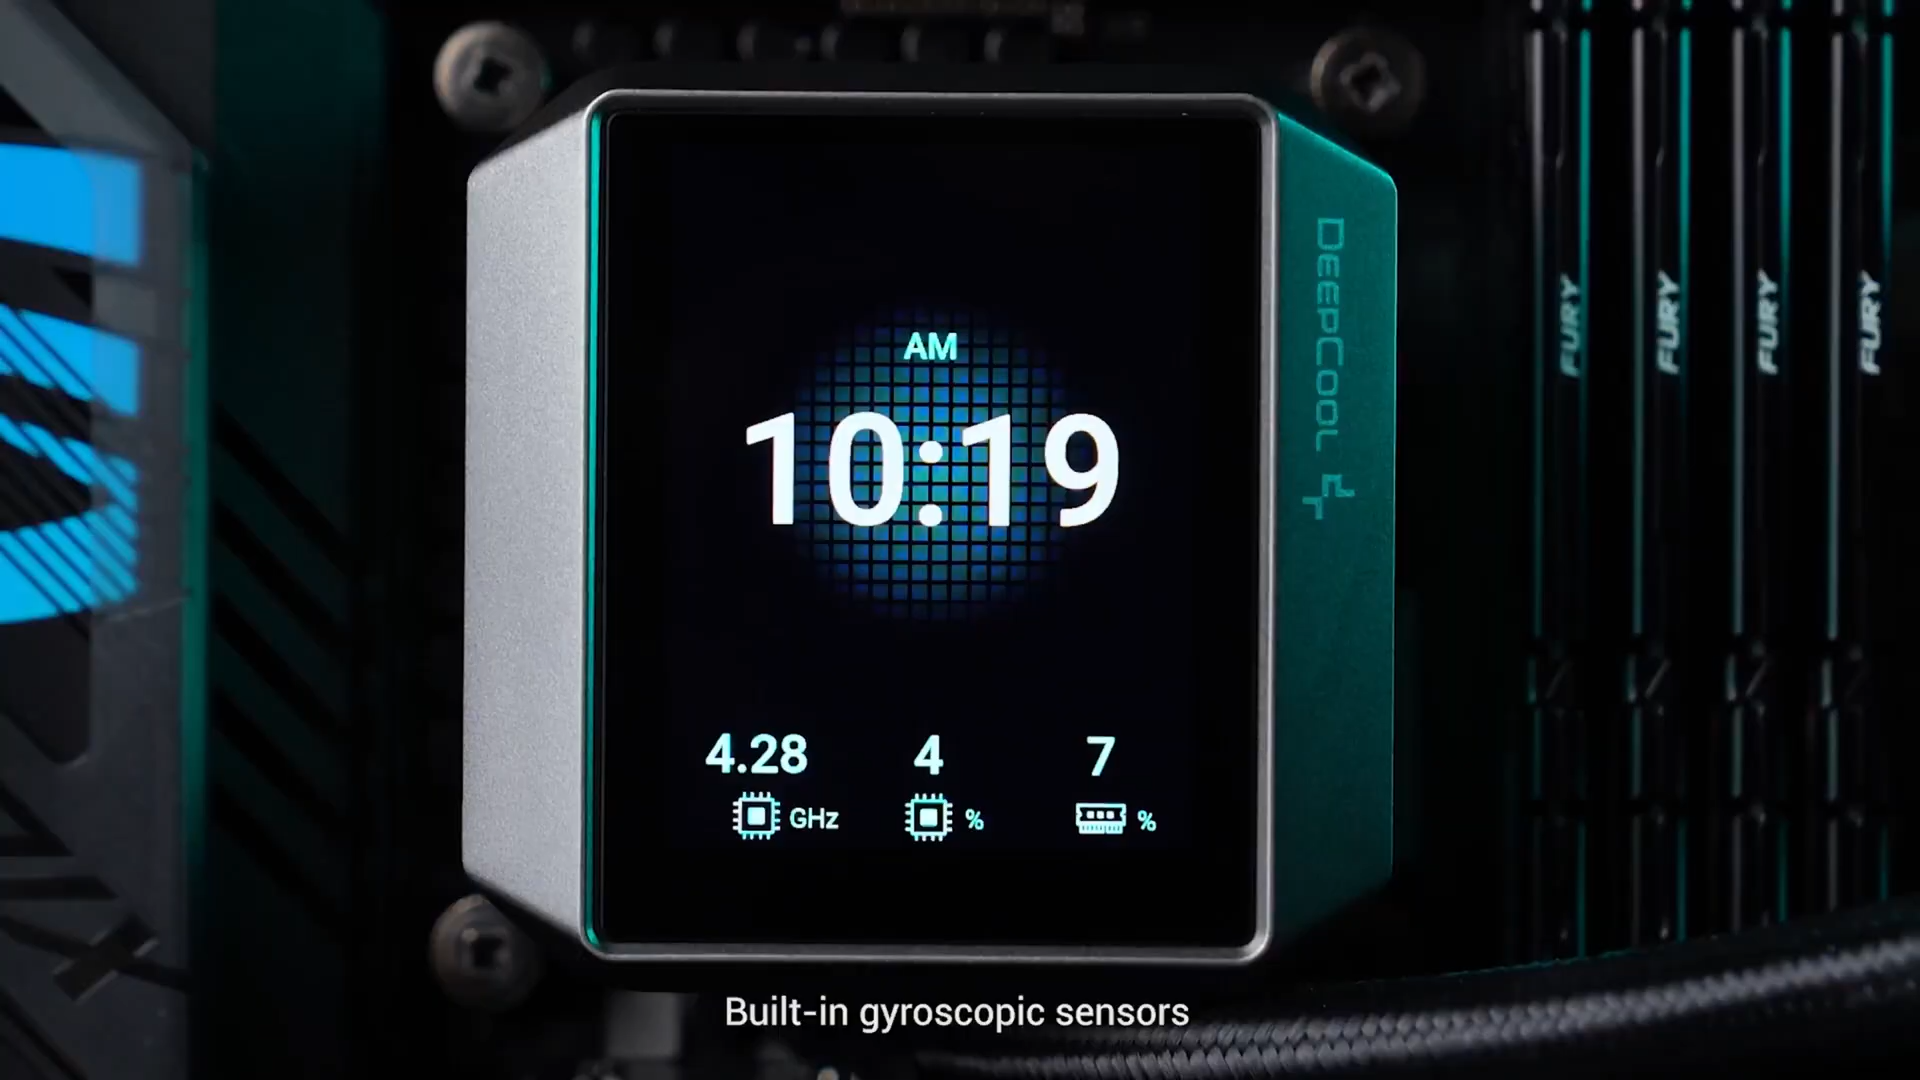 AM
10:19
4.28
GHz
4
%
7
%
DEEPCOOL
FURY
FURY
FURY
FURY
Built-in gyroscopic sensors